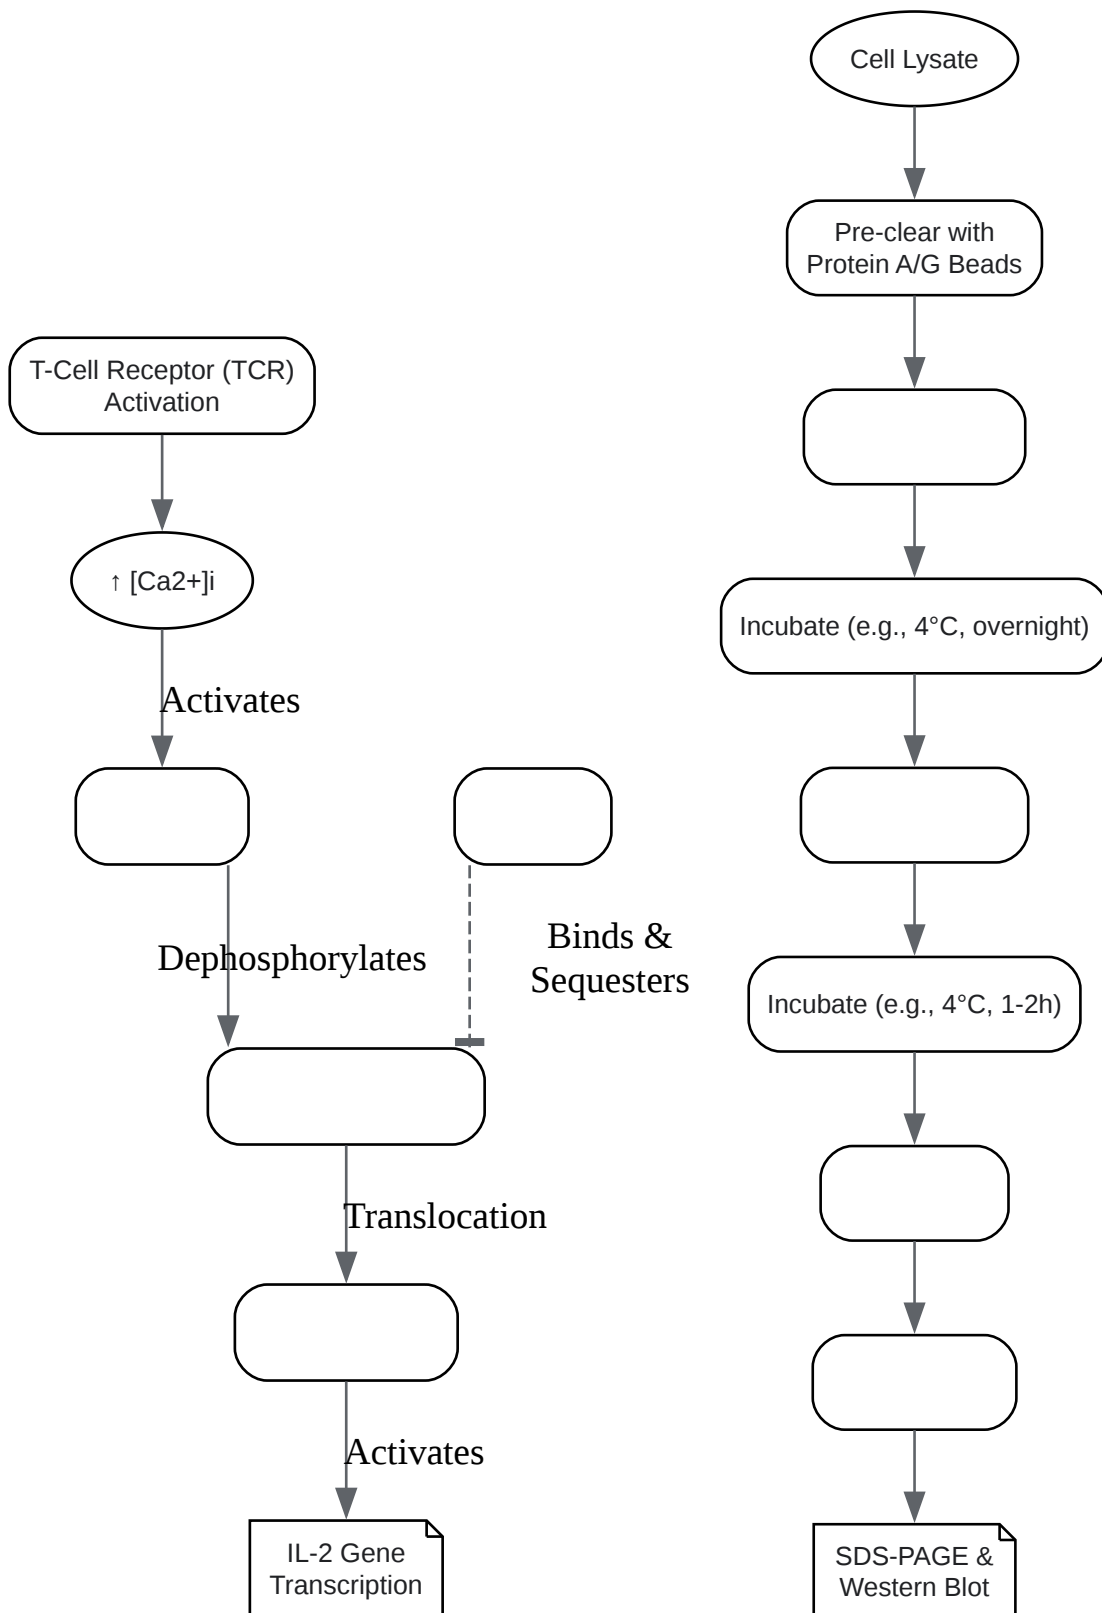 T-Cell Receptor (TCR)
Activation
↑ [Ca2+]i
Activates
Dephosphorylates
Binds &
Sequesters
Translocation
Activates
IL-2 Gene
Transcription
Cell Lysate
Pre-clear with
Protein A/G Beads
Incubate (e.g., 4°C, overnight)
Incubate (e.g., 4°C, 1-2h)
SDS-PAGE &
Western Blot